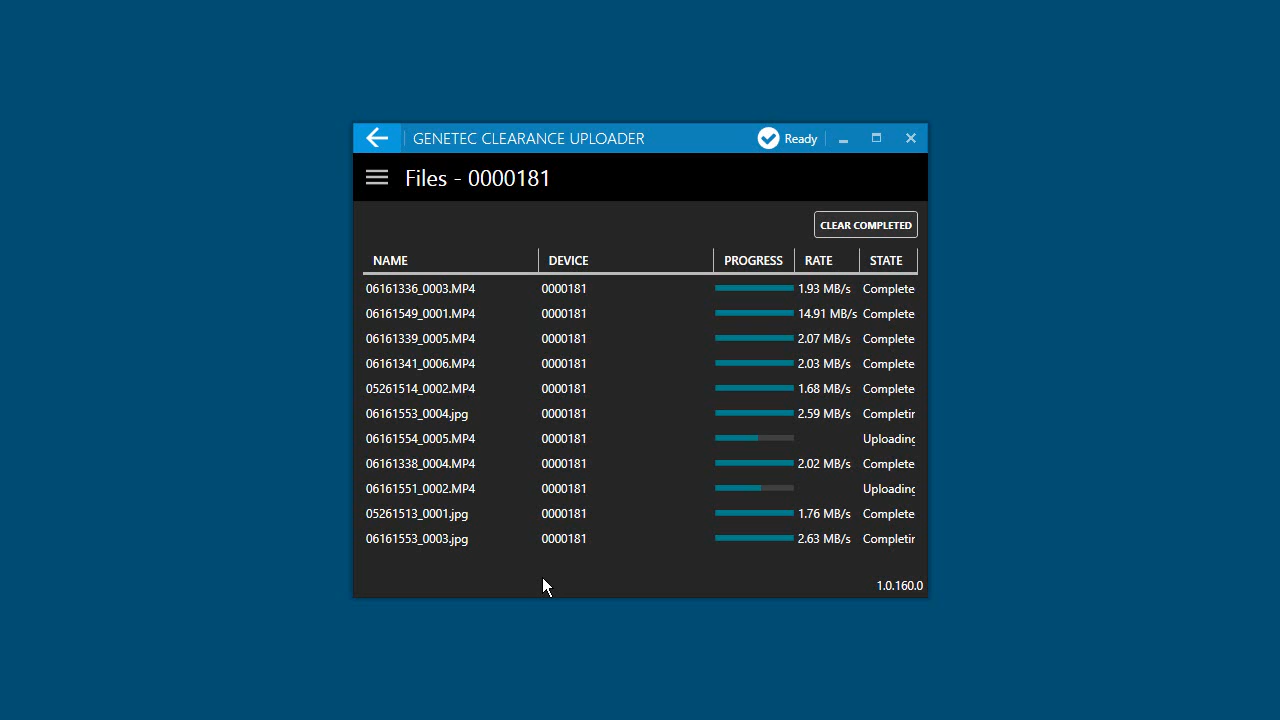 GENETEC CLEARANCE UPLOADER Ready
Files - 0000181
CLEAR COMPLETED
NAME DEVICE PROGRESS RATE STATE
06161336_0003.MP4 0000181 1.93 MB/s Complete
06161549_0001.MP4 0000181 14.91 MB/s Complete
06161339_0005.MP4 0000181 2.07 MB/s Complete
06161341_0006.MP4 0000181 2.03 MB/s Complete
05261514_0002.MP4 0000181 1.68 MB/s Complete
06161553_0004.jpg 0000181 2.59 MB/s Completin
06161554_0005.MP4 0000181 Uploading
06161338_0004.MP4 0000181 2.02 MB/s Complete
06161551_0002.MP4 0000181 Uploading
05261513_0001.jpg 0000181 1.76 MB/s Complete
06161553_0003.jpg 0000181 2.63 MB/s Completin
1.0.160.0